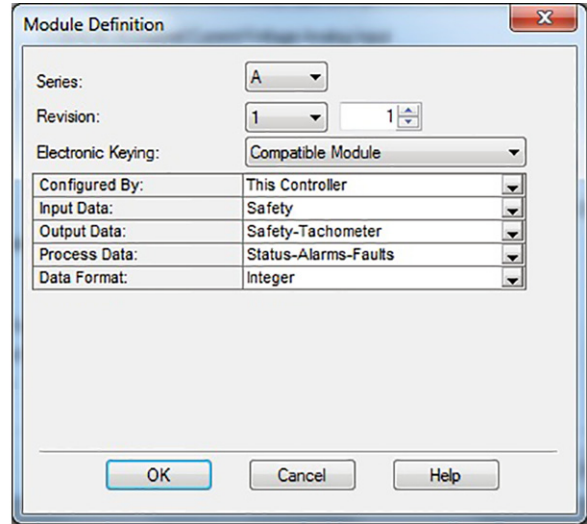 Module Definition
Series: A
Revision: 1 1
Electronic Keying: Compatible Module
Configured By: This Controller
Input Data: Safety
Output Data: Safety-Tachometer
Process Data: Status-Alarms-Faults
Data Format: Integer
OK Cancel Help